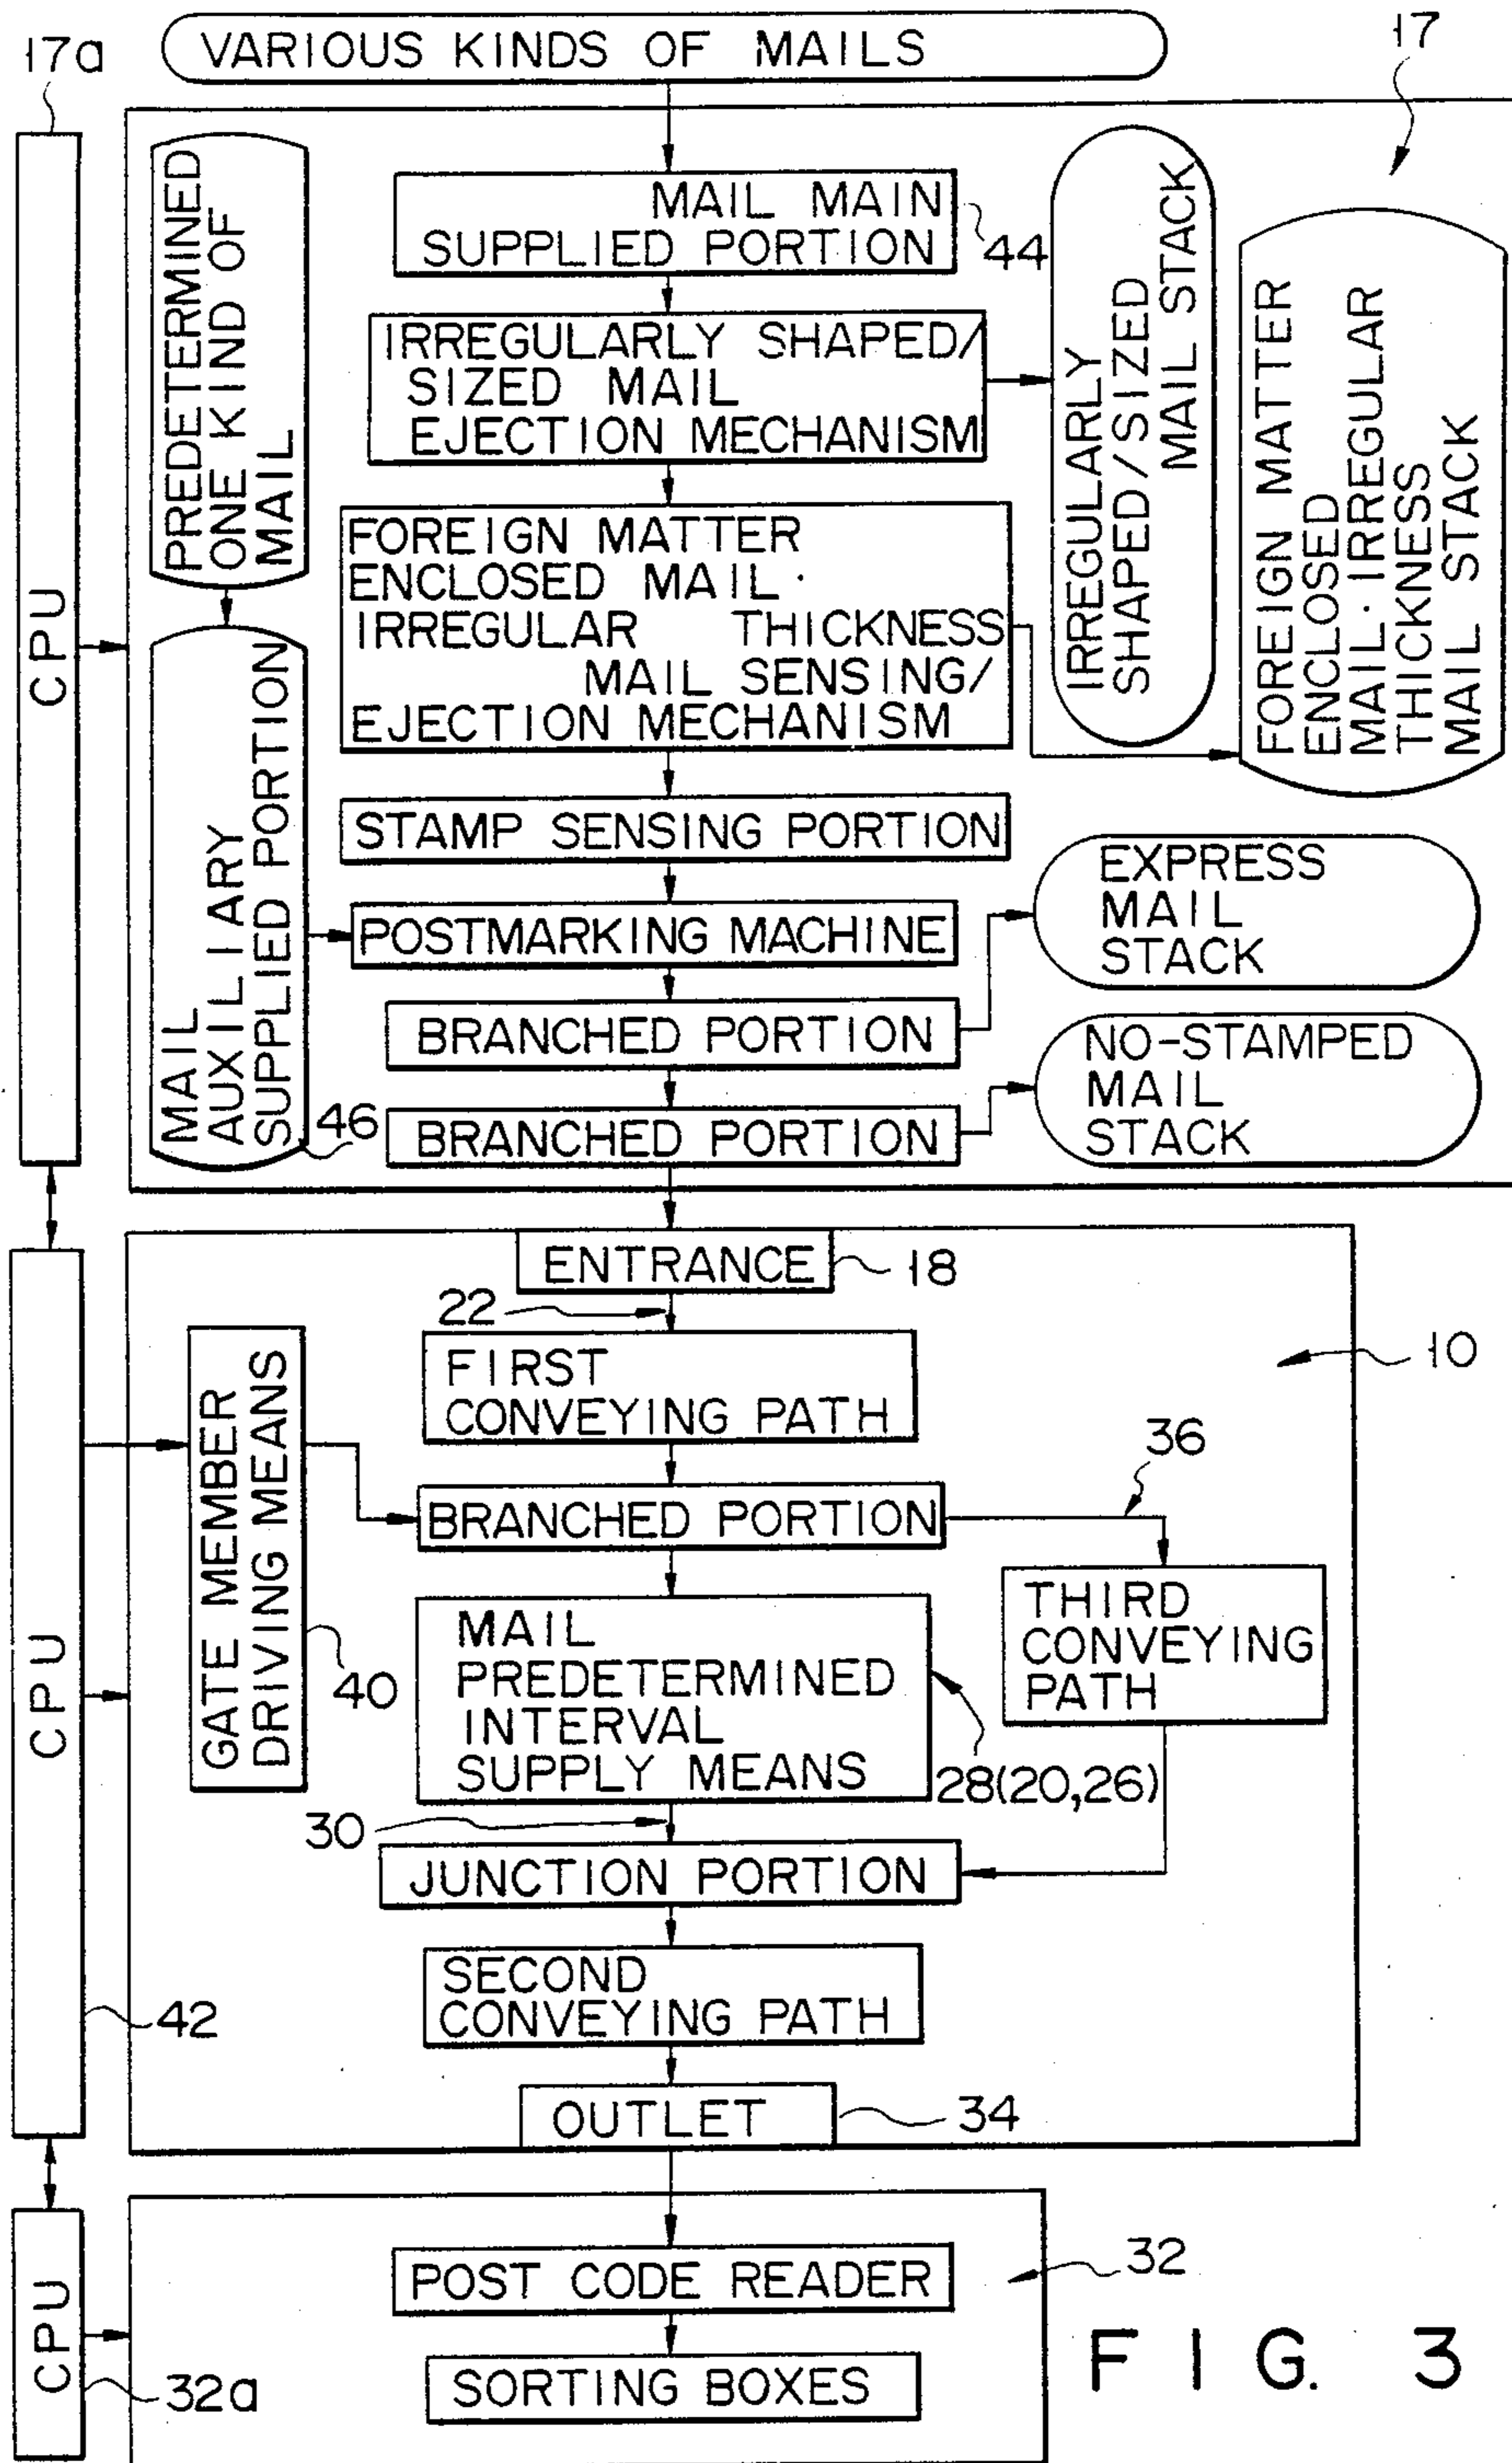 VARIOUS KINDS OF MAILS
17a
17
CPU
PREDETERMINED
ONE KIND OF
MAIL
MAIL MAIN
SUPPLIED PORTION
44
IRREGULARLY SHAPED/
SIZED MAIL
EJECTION MECHANISM
IRREGULARLY
SHAPED/SIZED
MAIL STACK
FOREIGN MATTER
ENCLOSED
MAIL·IRREGULAR
THICKNESS
MAIL STACK
FOREIGN MATTER
ENCLOSED MAIL ·
IRREGULAR THICKNESS
MAIL SENSING/
EJECTION MECHANISM
MAIL
AUXILIARY
SUPPLIED PORTION
46
STAMP SENSING PORTION
POSTMARKING MACHINE
EXPRESS
MAIL
STACK
BRANCHED PORTION
NO-STAMPED
MAIL
STACK
BRANCHED PORTION
ENTRANCE
18
22
FIRST
CONVEYING PATH
10
CPU
42
GATE MEMBER
DRIVING MEANS
40
BRANCHED PORTION
36
THIRD
CONVEYING
PATH
MAIL
PREDETERMINED
INTERVAL
SUPPLY MEANS
28(20,26)
30
JUNCTION PORTION
SECOND
CONVEYING PATH
OUTLET
34
CPU
32a
POST CODE READER
32
SORTING BOXES
FIG. 3